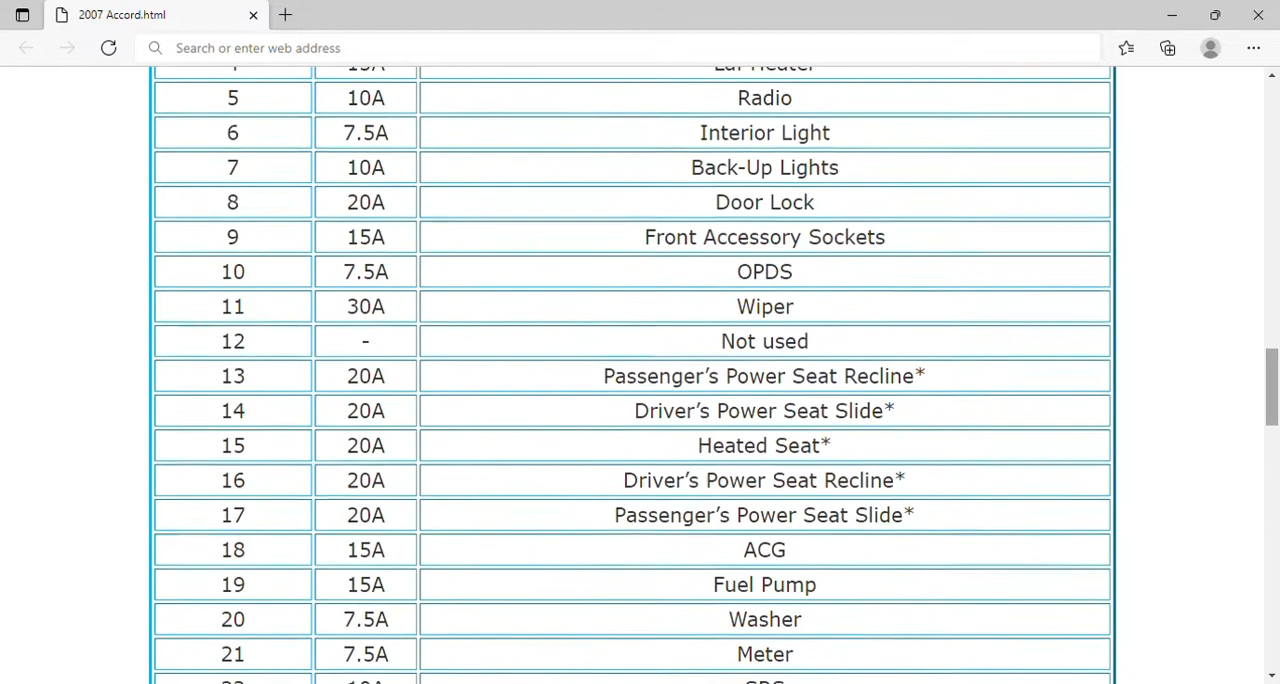 2007 Accord.html
Search or enter web address
5 10A Radio
6 7.5A Interior Light
7 10A Back-Up Lights
8 20A Door Lock
9 15A Front Accessory Sockets
10 7.5A OPDS
11 30A Wiper
12 - Not used
13 20A Passenger’s Power Seat Recline*
14 20A Driver’s Power Seat Slide*
15 20A Heated Seat*
16 20A Driver’s Power Seat Recline*
17 20A Passenger’s Power Seat Slide*
18 15A ACG
19 15A Fuel Pump
20 7.5A Washer
21 7.5A Meter